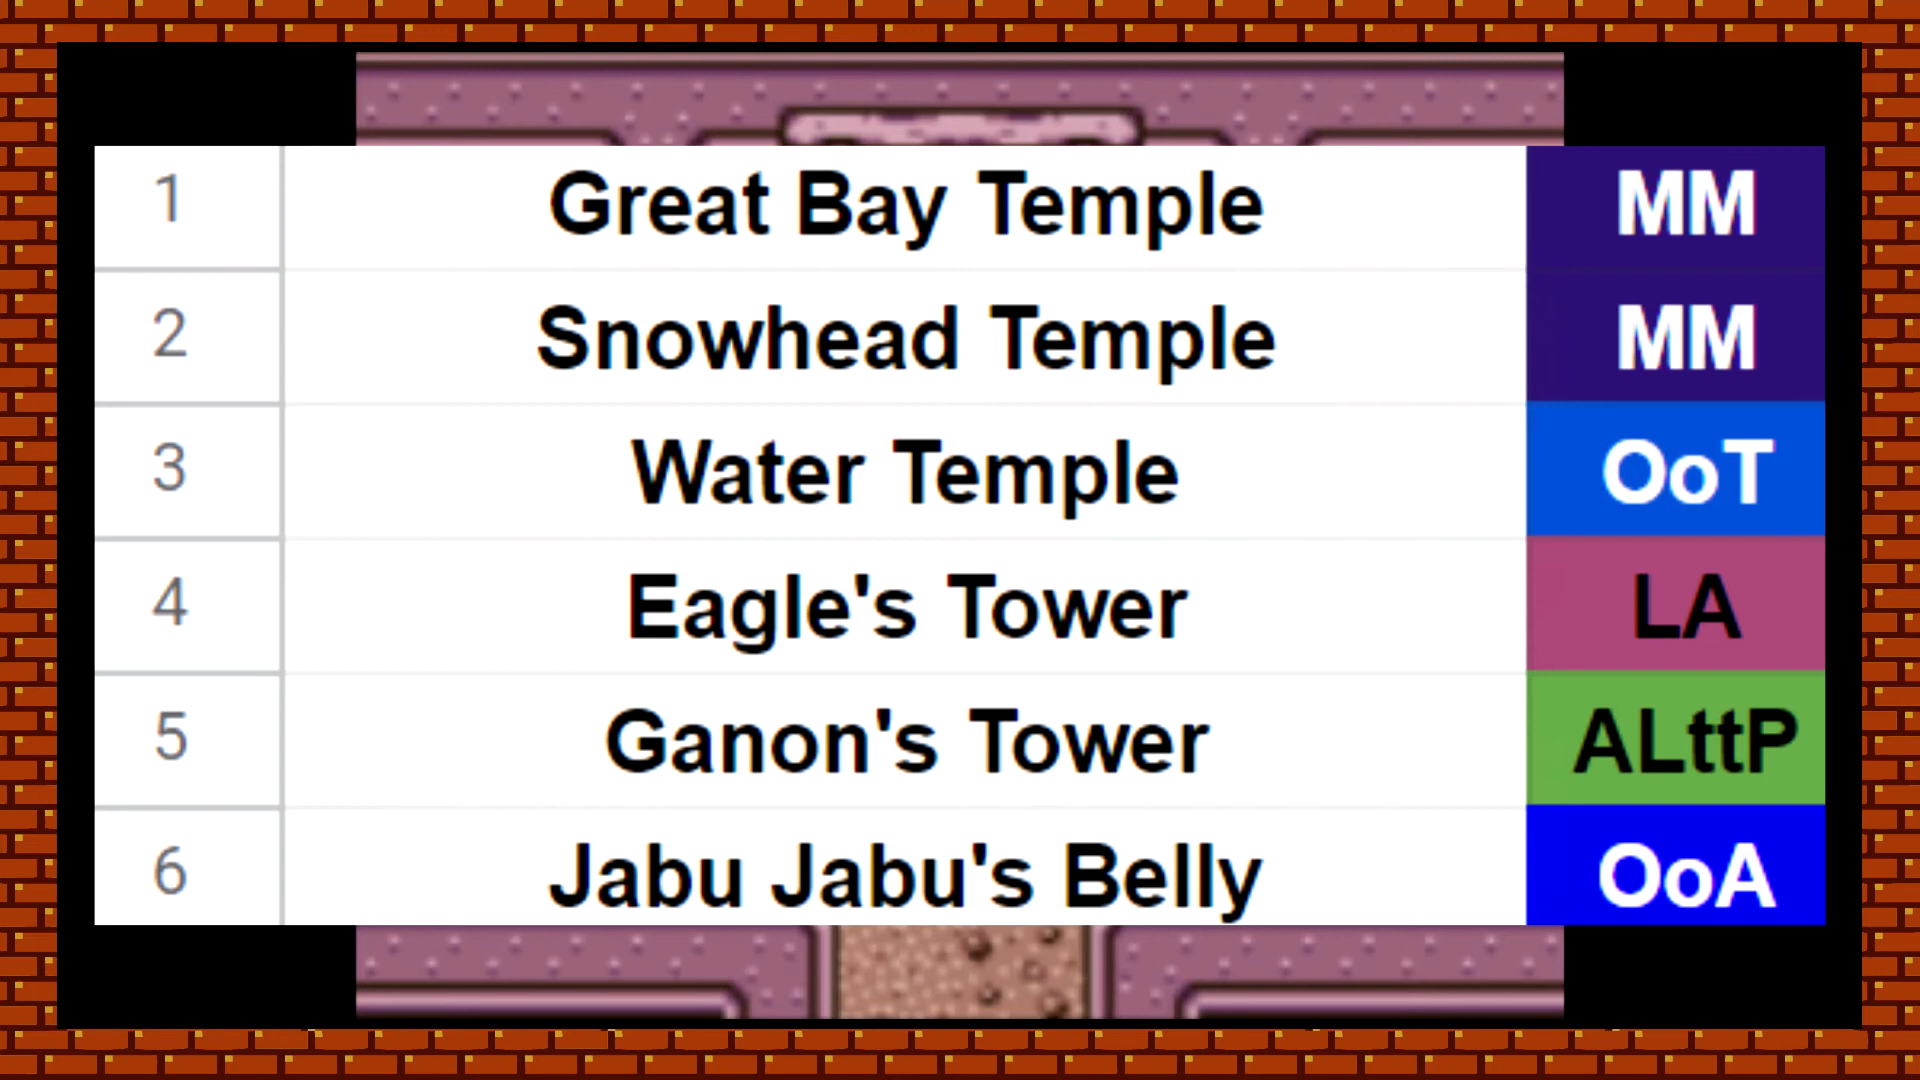 1 Great Bay Temple MM
2 Snowhead Temple MM
3 Water Temple OoT
4 Eagle's Tower LA
5 Ganon's Tower ALttP
6 Jabu Jabu's Belly OoA